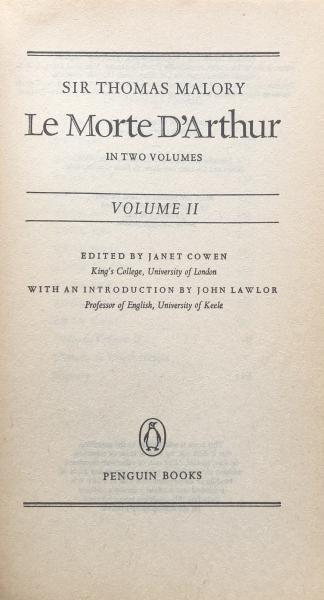 SIR THOMAS MALORY
Le Morte D'Arthur
IN TWO VOLUMES
VOLUME II
EDITED BY JANET COWEN
King's College, University of London
WITH AN INTRODUCTION BY JOHN LAWLOR
Professor of English, University of Keele
PENGUIN BOOKS